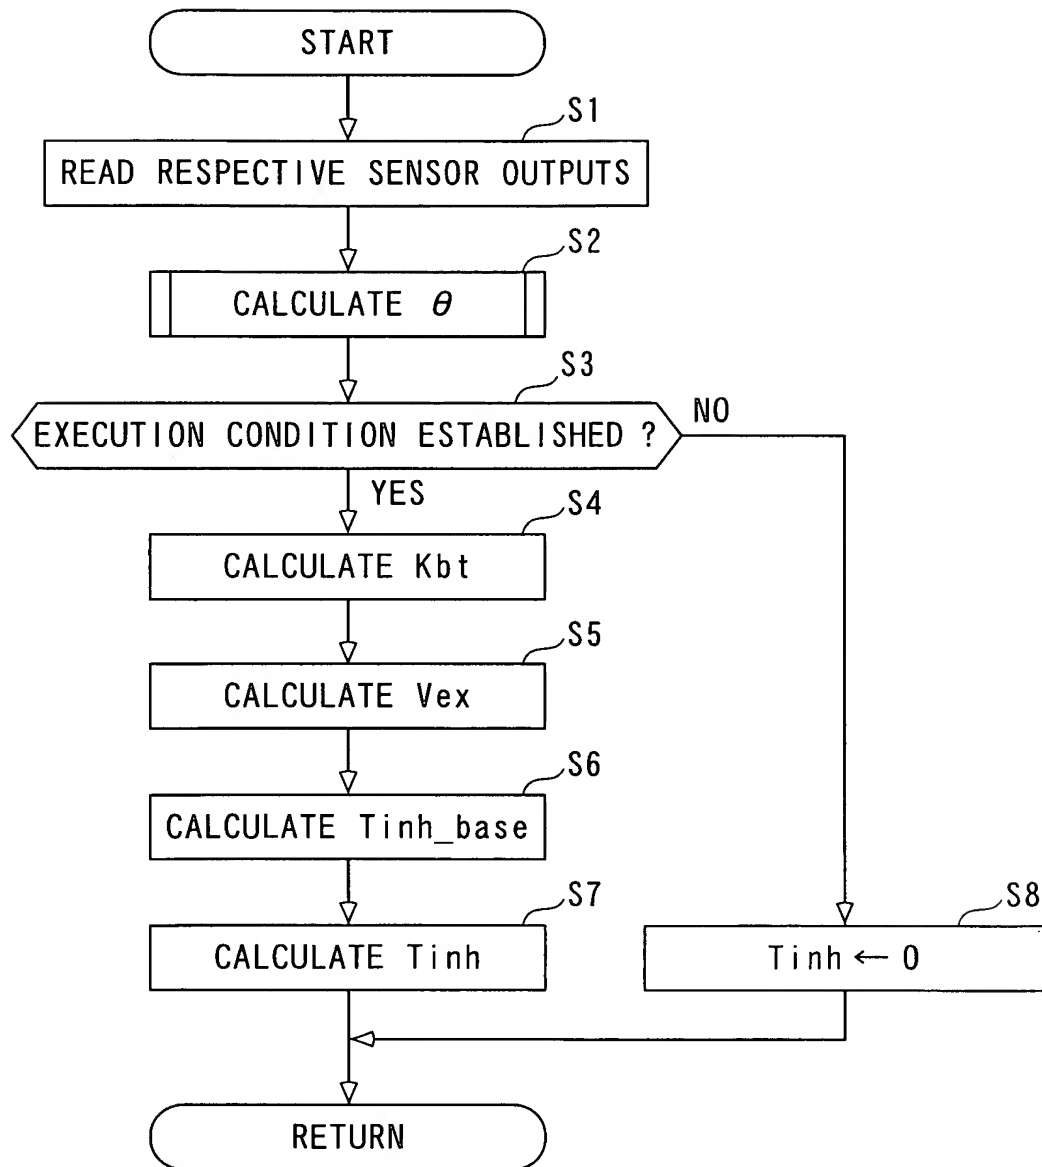 START
S1
READ RESPECTIVE SENSOR OUTPUTS
S2
CALCULATE θ
S3
EXECUTION CONDITION ESTABLISHED ?
NO
YES
S4
CALCULATE Kbt
S5
CALCULATE Vex
S6
CALCULATE Tinh_base
S7
CALCULATE Tinh
S8
Tinh ← 0
RETURN